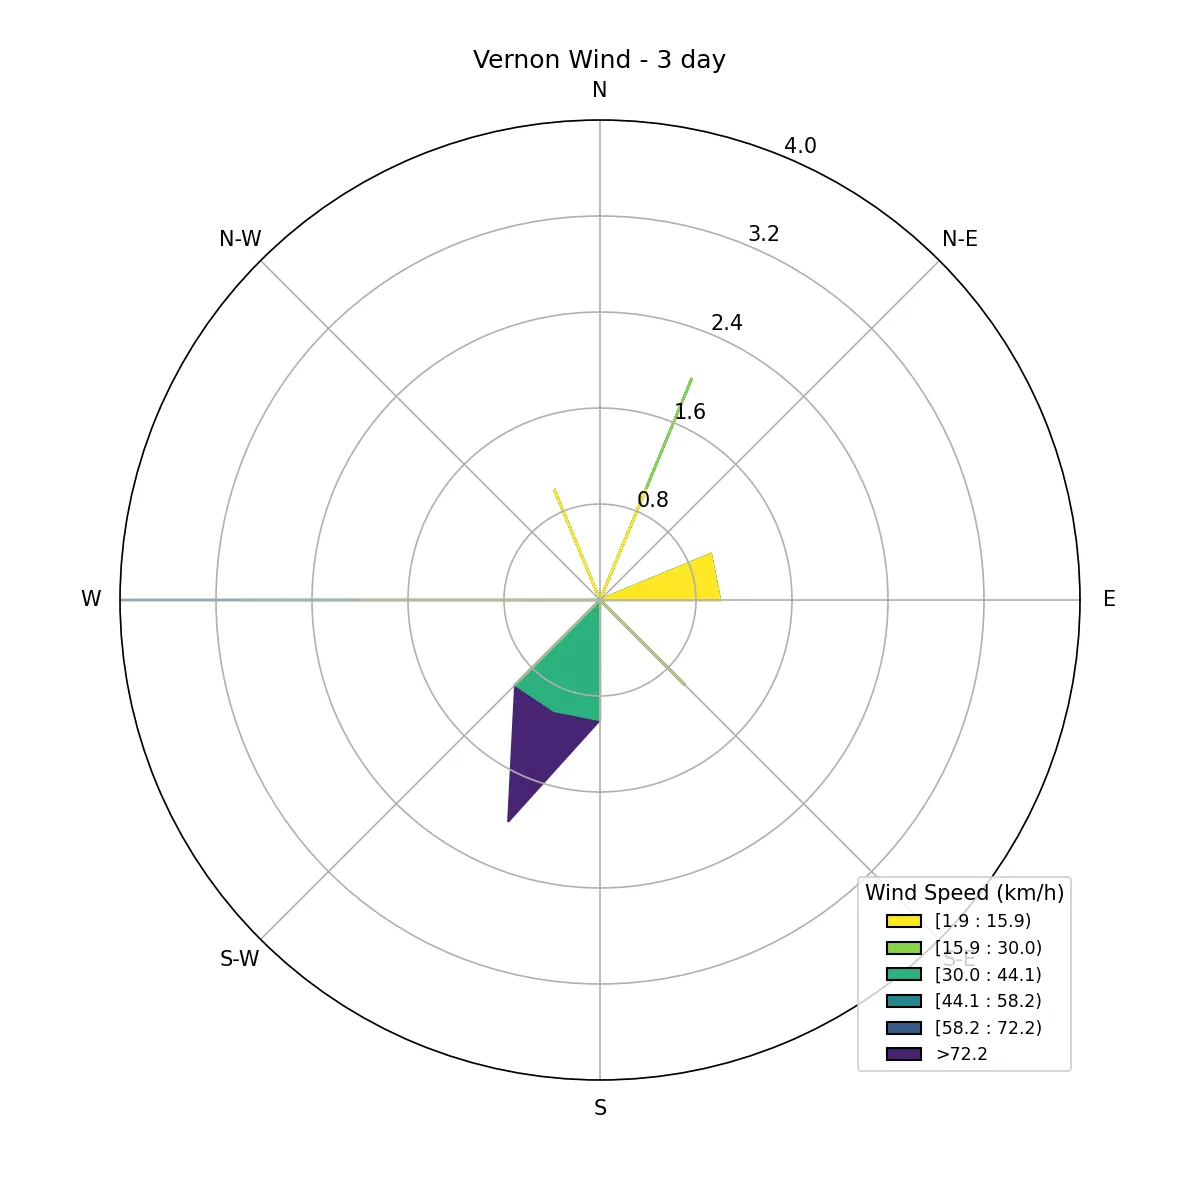 Vernon Wind - 3 day
N
4.0
N-W
3.2
N-E
2.4
1.6
0.8
W
E
S-W
S-E
S
Wind Speed (km/h)
[1.9 : 15.9)
[15.9 : 30.0)
[30.0 : 44.1)
[44.1 : 58.2)
[58.2 : 72.2)
>72.2